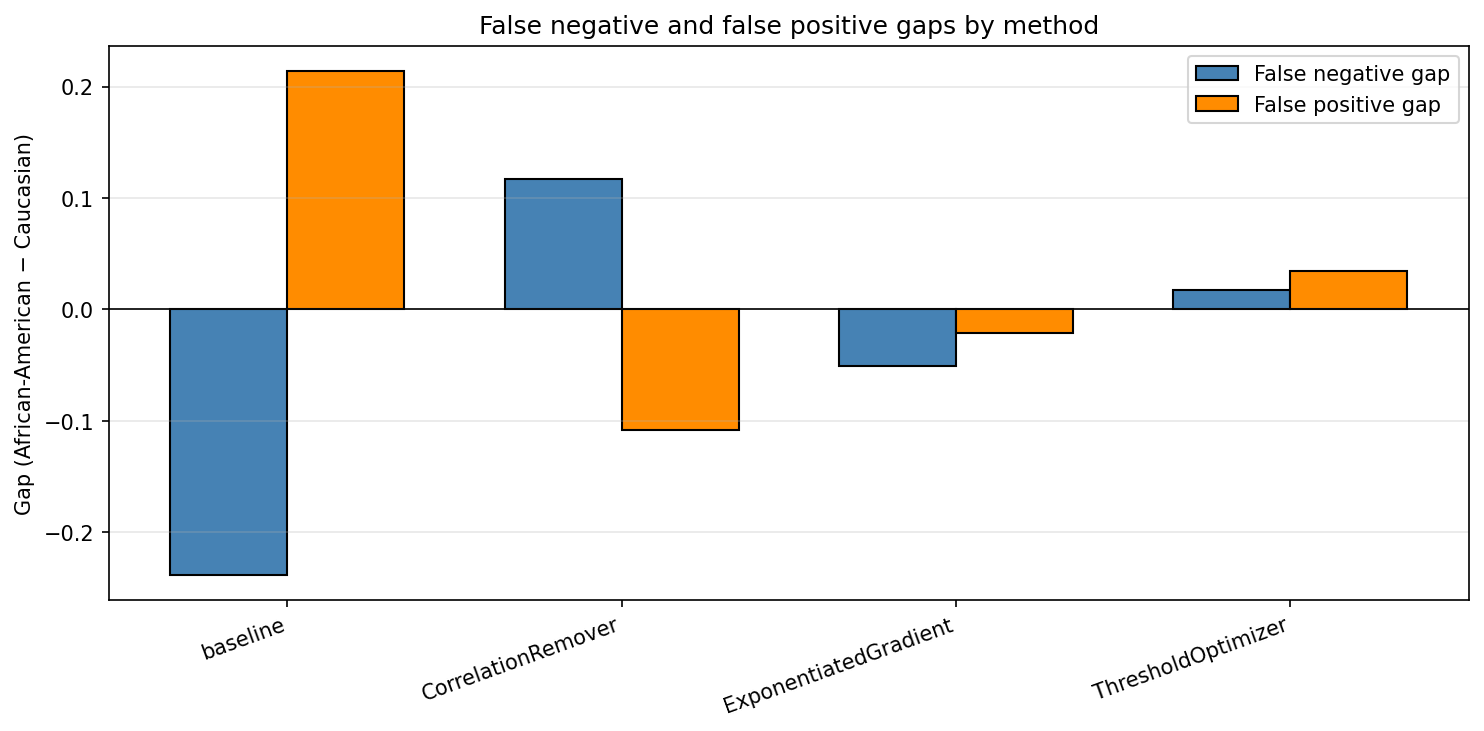 False negative and false positive gaps by method
False negative gap
False positive gap
Gap (African-American − Caucasian)
0.2
0.1
0.0
−0.1
−0.2
baseline
CorrelationRemover
ExponentiatedGradient
ThresholdOptimizer